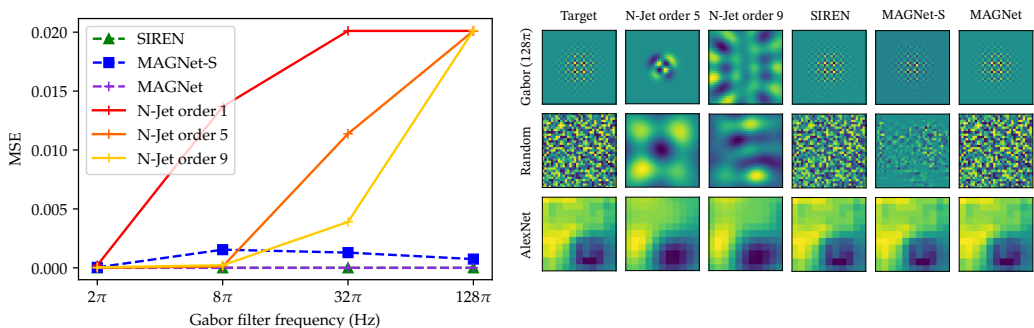 0.020
0.015
0.010
0.005
0.000
MSE
SIREN
MAGNet-S
MAGNet
N-Jet order 1
N-Jet order 5
N-Jet order 9
2π 8π 32π 128π
Gabor filter frequency (Hz)
Target N-Jet order 5 N-Jet order 9 SIREN MAGNet-S MAGNet
Gabor (128π)
Random
AlexNet